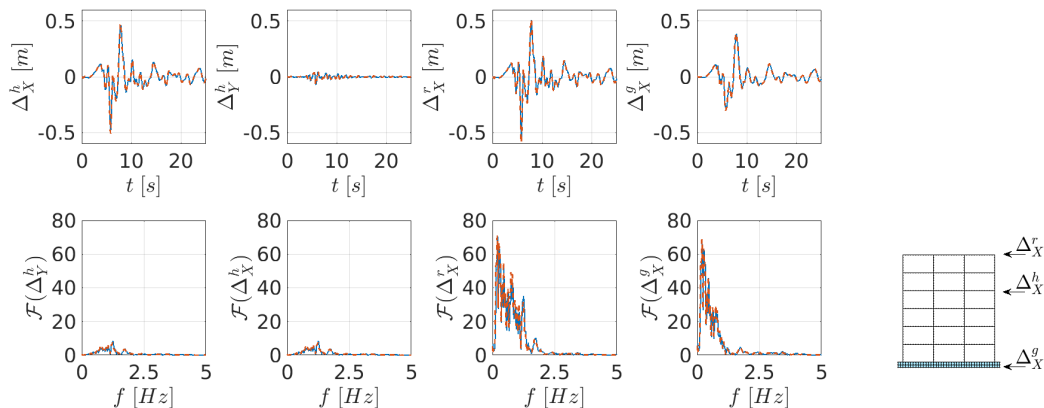 0.5 0.5 0.5 0.5
Δ_X^h [m] 0 Δ_Y^h [m] 0 Δ_X^r [m] 0 Δ_X^g [m] 0
-0.5 -0.5 -0.5 -0.5
0 10 20 0 10 20 0 10 20 0 10 20
t [s] t [s] t [s] t [s]
80 80 80 80
60 60 60 60
ℱ(Δ_Y^h) 40 ℱ(Δ_X^h) 40 ℱ(Δ_X^r) 40 ℱ(Δ_X^g) 40
20 20 20 20
0 0 0 0
0 2.5 5 0 2.5 5 0 2.5 5 0 2.5 5
f [Hz] f [Hz] f [Hz] f [Hz]
Δ_X^r
Δ_X^h
Δ_X^g